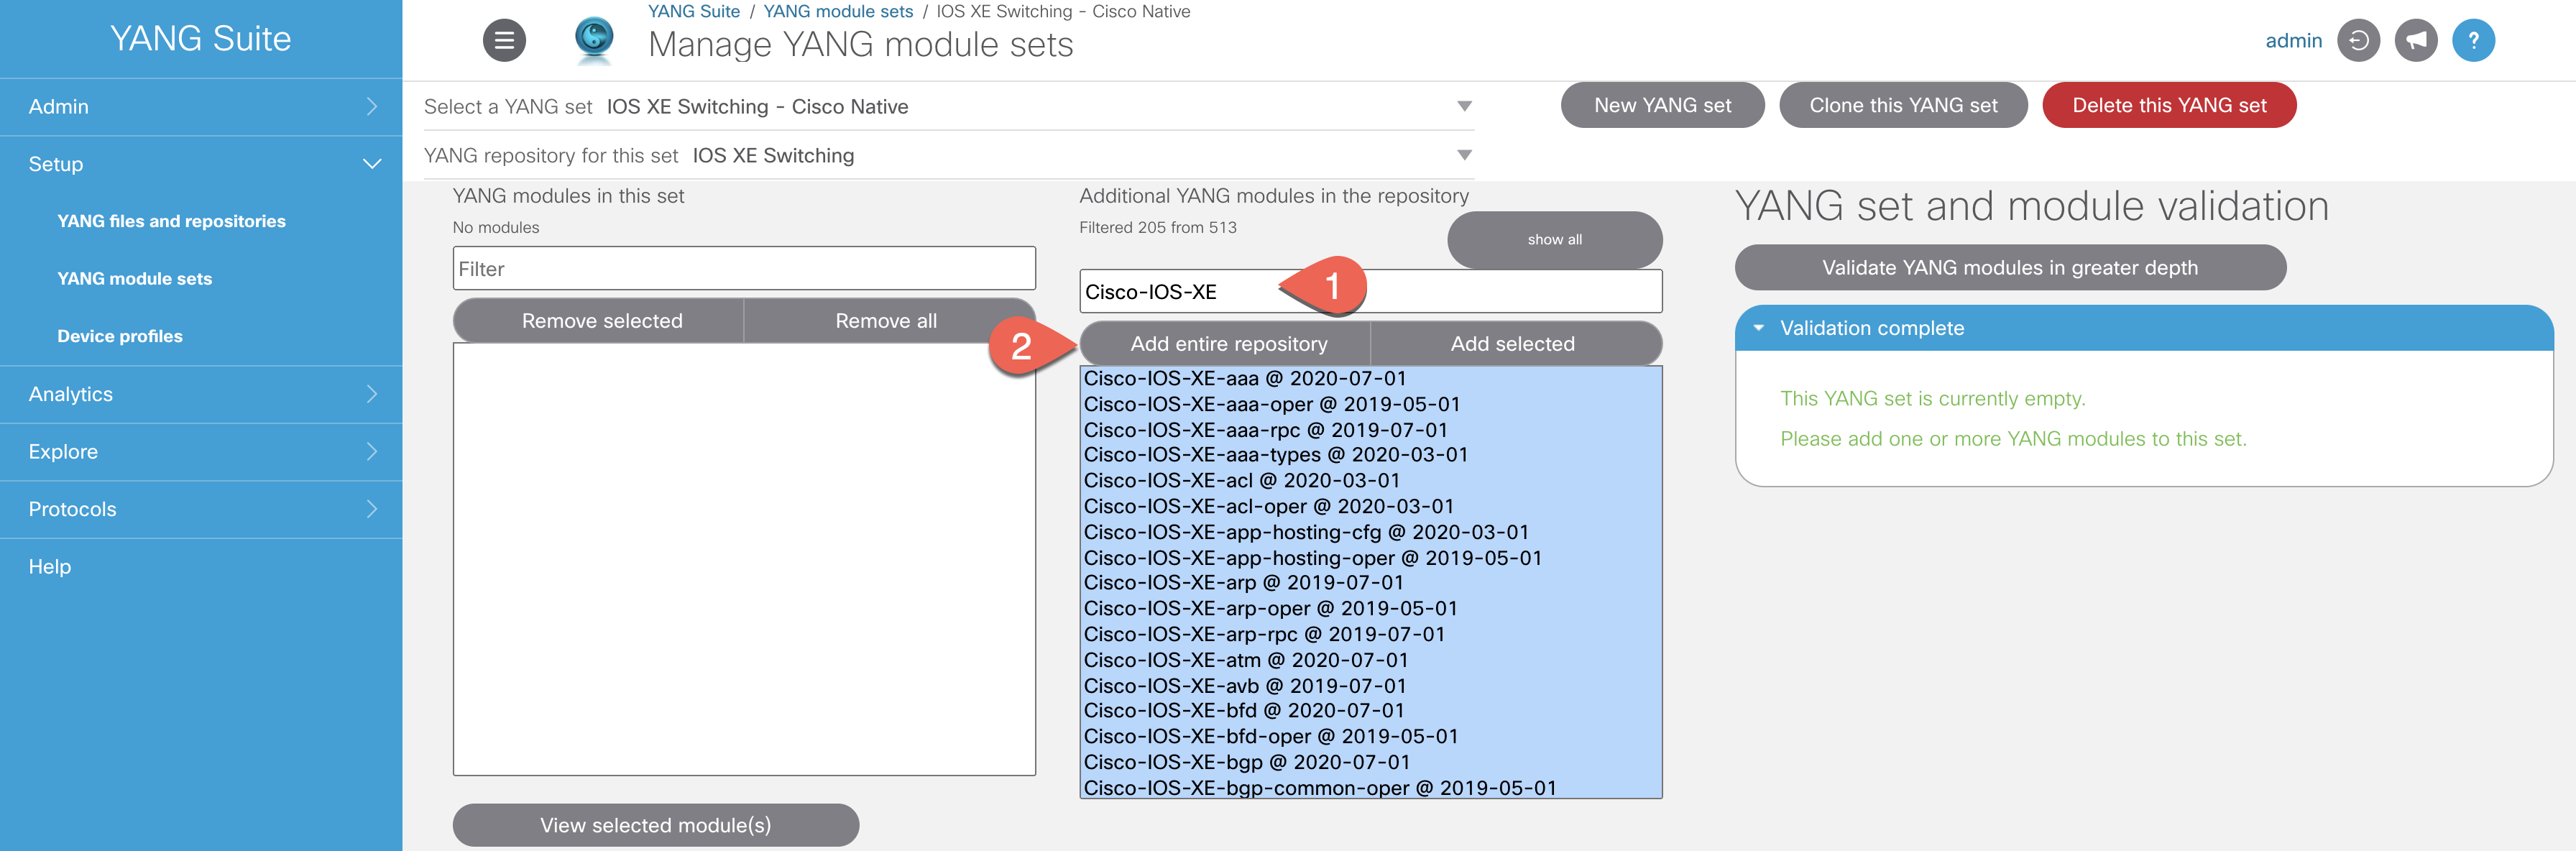 YANG Suite
Admin
Setup
YANG files and repositories
YANG module sets
Device profiles
Analytics
Explore
Protocols
Help
YANG Suite / YANG module sets / IOS XE Switching - Cisco Native
Manage YANG module sets
admin
?
Select a YANG set IOS XE Switching - Cisco Native
New YANG set
Clone this YANG set
Delete this YANG set
YANG repository for this set IOS XE Switching
YANG modules in this set
No modules
Filter
Remove selected
Remove all
View selected module(s)
Additional YANG modules in the repository
Filtered 205 from 513
show all
Cisco-IOS-XE
1
2
Add entire repository
Add selected
Cisco-IOS-XE-aaa @ 2020-07-01
Cisco-IOS-XE-aaa-oper @ 2019-05-01
Cisco-IOS-XE-aaa-rpc @ 2019-07-01
Cisco-IOS-XE-aaa-types @ 2020-03-01
Cisco-IOS-XE-acl @ 2020-03-01
Cisco-IOS-XE-acl-oper @ 2020-03-01
Cisco-IOS-XE-app-hosting-cfg @ 2020-03-01
Cisco-IOS-XE-app-hosting-oper @ 2019-05-01
Cisco-IOS-XE-arp @ 2019-07-01
Cisco-IOS-XE-arp-oper @ 2019-05-01
Cisco-IOS-XE-arp-rpc @ 2019-07-01
Cisco-IOS-XE-atm @ 2020-07-01
Cisco-IOS-XE-avb @ 2019-07-01
Cisco-IOS-XE-bfd @ 2020-07-01
Cisco-IOS-XE-bfd-oper @ 2019-05-01
Cisco-IOS-XE-bgp @ 2020-07-01
Cisco-IOS-XE-bgp-common-oper @ 2019-05-01
YANG set and module validation
Validate YANG modules in greater depth
Validation complete
This YANG set is currently empty.
Please add one or more YANG modules to this set.